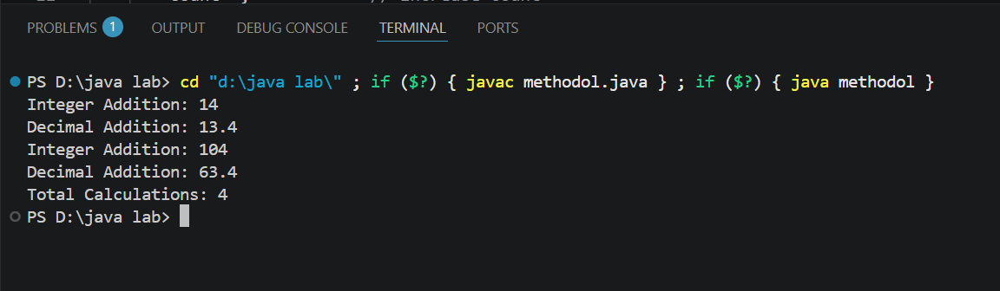 PROBLEMS 1 OUTPUT DEBUG CONSOLE TERMINAL PORTS
PS D:\java lab> cd "d:\java lab\" ; if ($?) { javac methodol.java } ; if ($?) { java methodol }
Integer Addition: 14
Decimal Addition: 13.4
Integer Addition: 104
Decimal Addition: 63.4
Total Calculations: 4
PS D:\java lab>